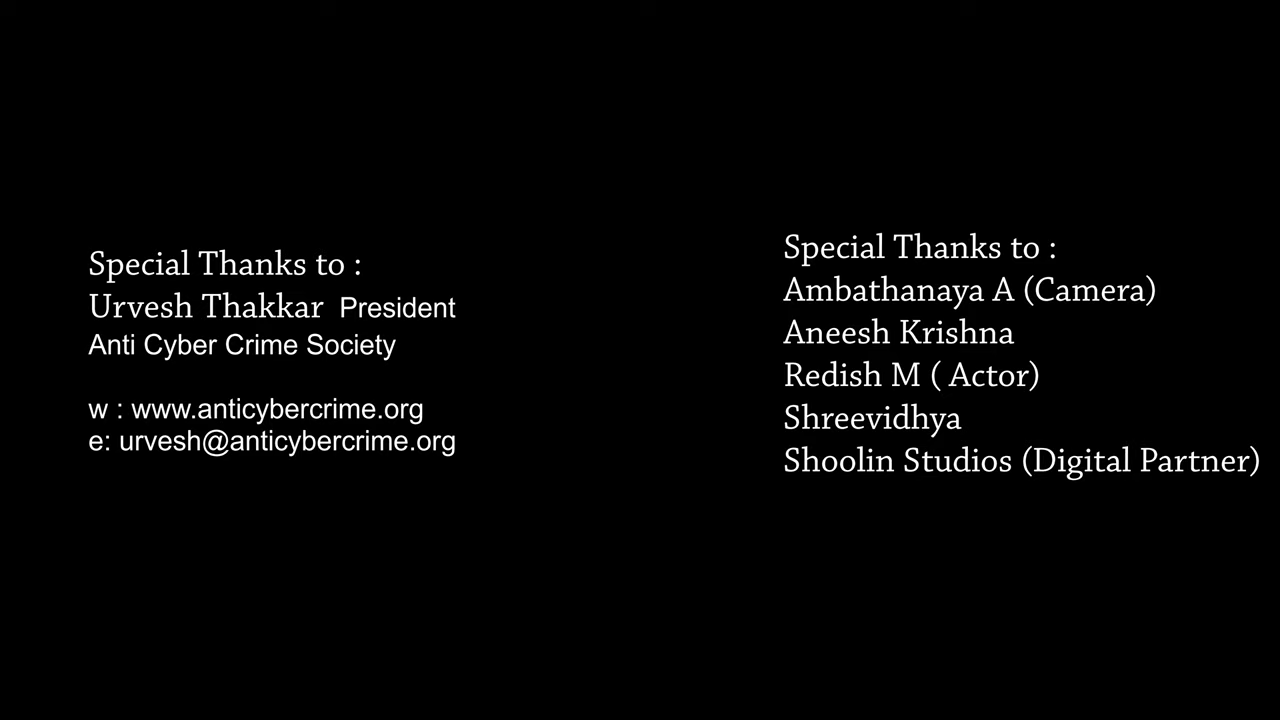 Special Thanks to :
Urvesh Thakkar President
Anti Cyber Crime Society
w : www.anticybercrime.org
e: urvesh@anticybercrime.org
Special Thanks to :
Ambathanaya A (Camera)
Aneesh Krishna
Redish M ( Actor)
Shreevidhya
Shoolin Studios (Digital Partner)